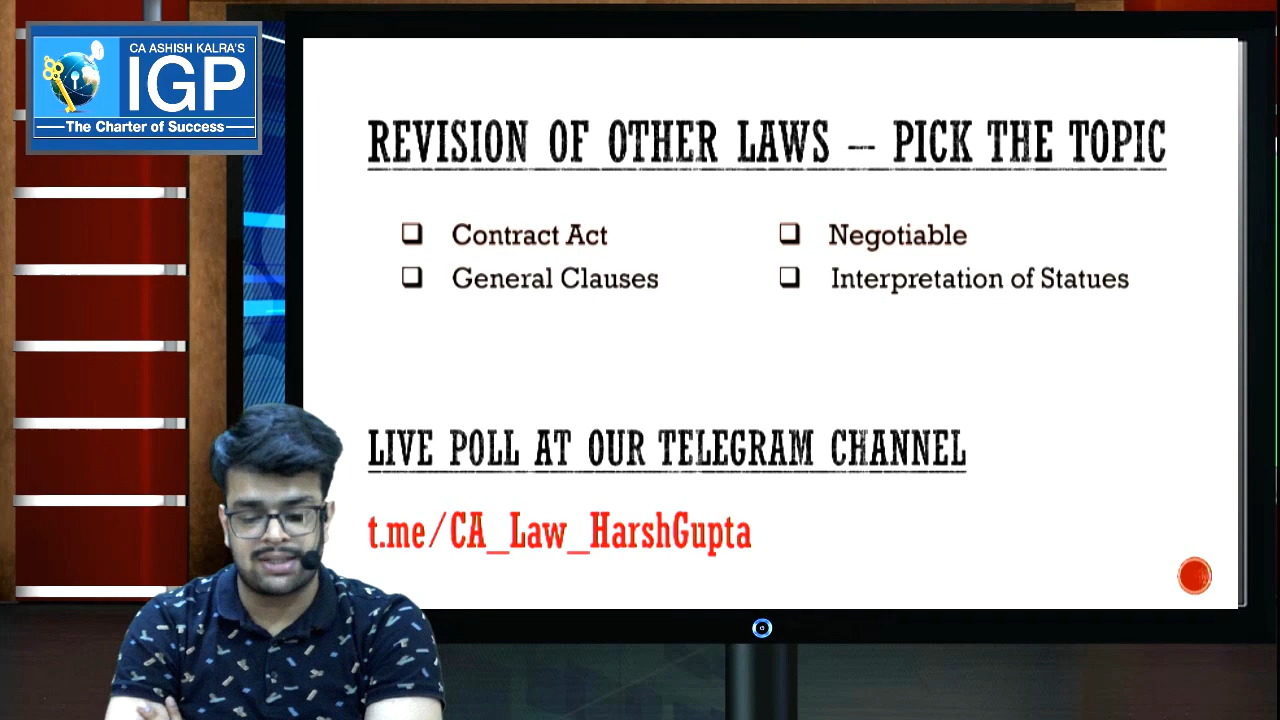 CA ASHISH KALRA'S
IGP
The Charter of Success
REVISION OF OTHER LAWS – PICK THE TOPIC
Contract Act
Negotiable
General Clauses
Interpretation of Statues
LIVE POLL AT OUR TELEGRAM CHANNEL
t.me/CA_Law_HarshGupta